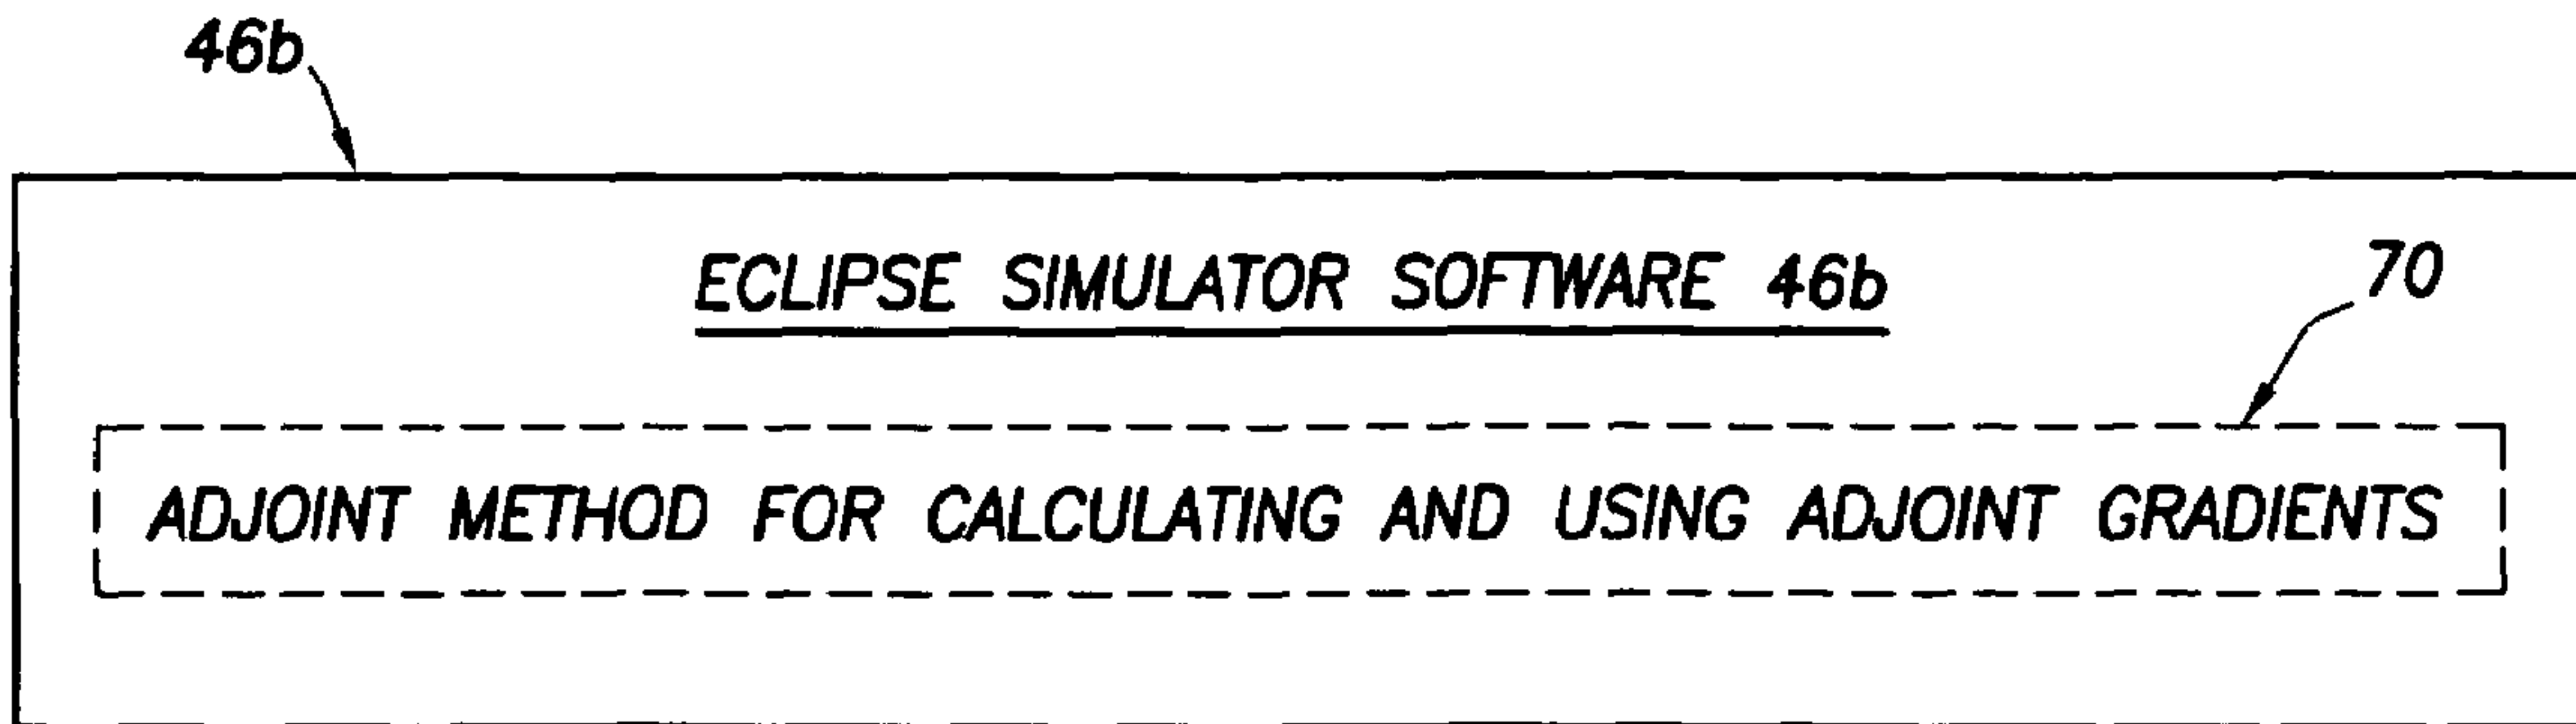 46b
ECLIPSE SIMULATOR SOFTWARE 46b
70
ADJOINT METHOD FOR CALCULATING AND USING ADJOINT GRADIENTS